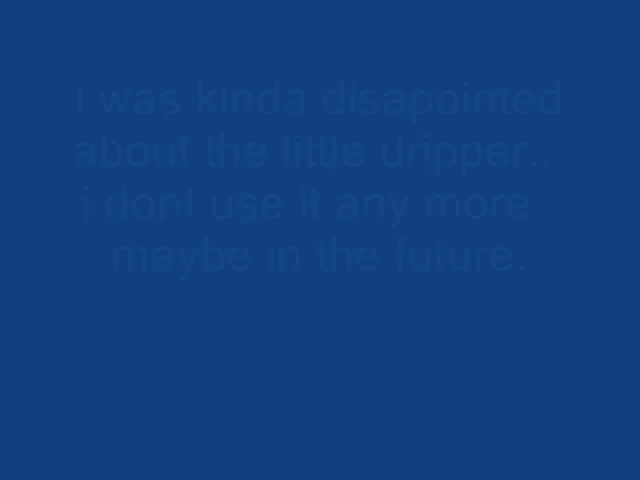 i was kinda disapointed
about the little dripper..
i dont use it any more
maybe in the future.